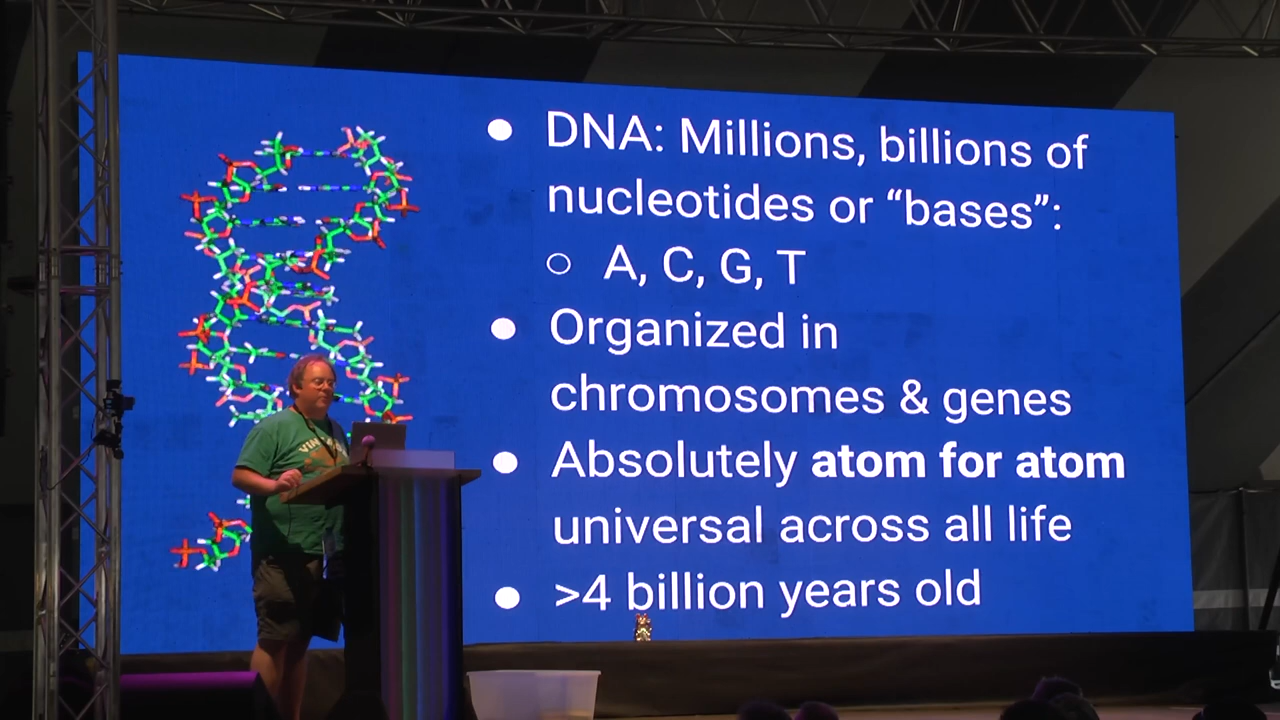 ● DNA: Millions, billions of
nucleotides or “bases”:
○ A, C, G, T
● Organized in
chromosomes & genes
● Absolutely atom for atom
universal across all life
● >4 billion years old